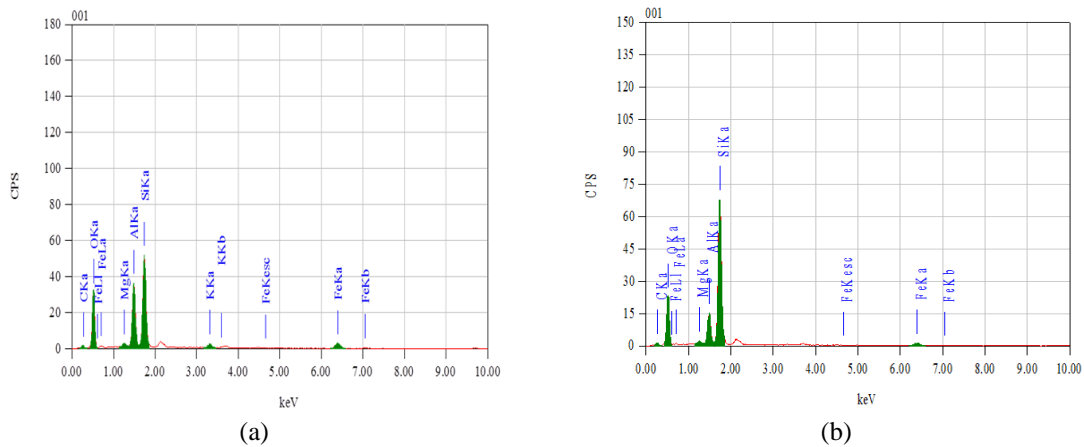 001
180
160
140
120
100
80
60
40
20
0
CPS
CKa
OKa
FeLl
FeLa
MgKa
AlKa
SiKa
KKa
KKb
FeKesc
FeKa
FeKb
0.00 1.00 2.00 3.00 4.00 5.00 6.00 7.00 8.00 9.00 10.00
keV
(a)
001
150
135
120
105
90
75
60
45
30
15
0
CPS
CKa
OKa
FeLl
FeLa
MgKa
AlKa
SiKa
FeKesc
FeKa
FeKb
0.00 1.00 2.00 3.00 4.00 5.00 6.00 7.00 8.00 9.00 10.00
keV
(b)